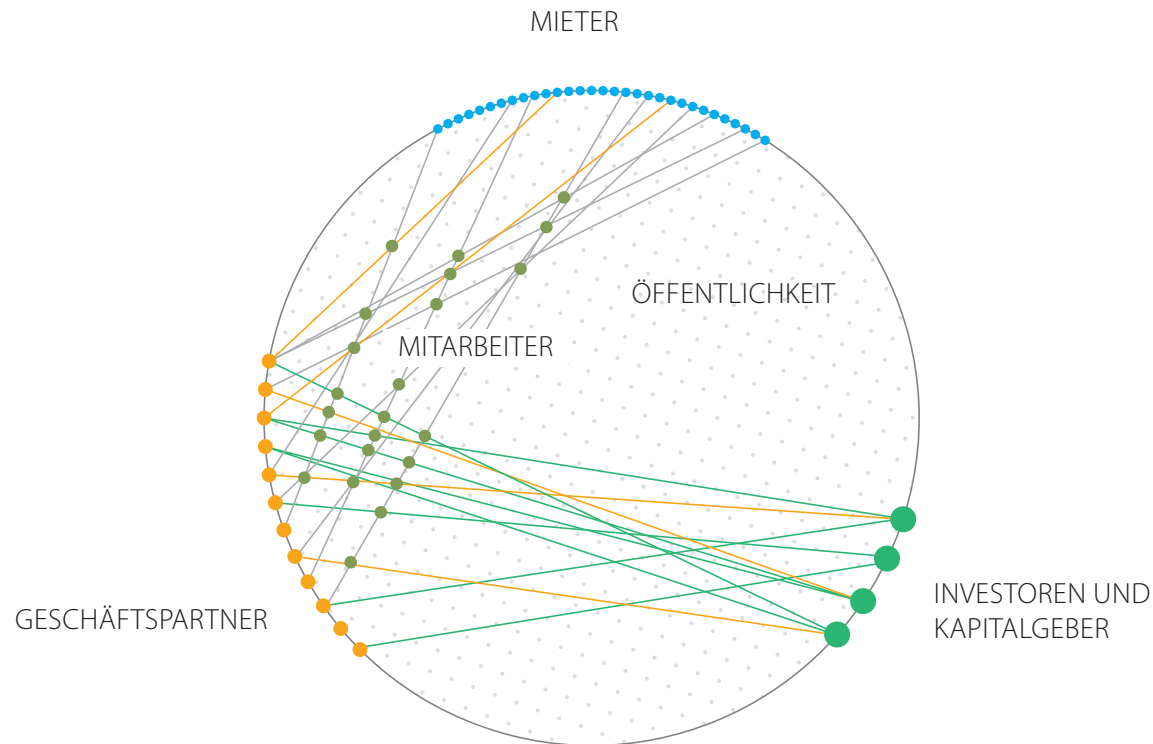 MIETER
ÖFFENTLICHKEIT
MITARBEITER
GESCHÄFTSPARTNER
INVESTOREN UND
KAPITALGEBER